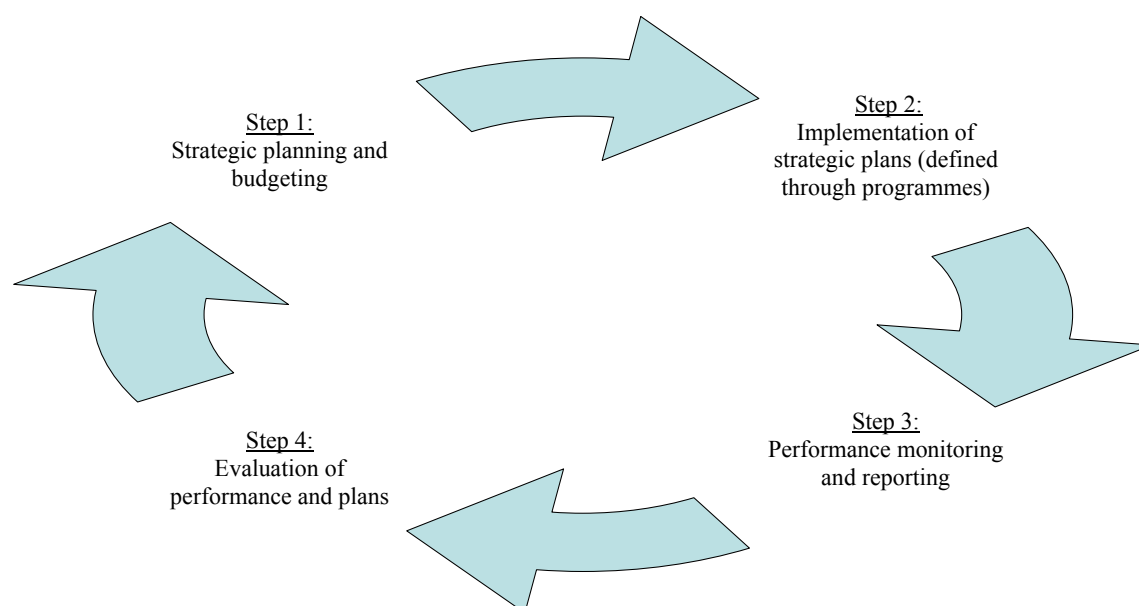 Step 1:
Strategic planning and
budgeting
Step 2:
Implementation of
strategic plans (defined
through programmes)
Step 3:
Performance monitoring
and reporting
Step 4:
Evaluation of
performance and plans